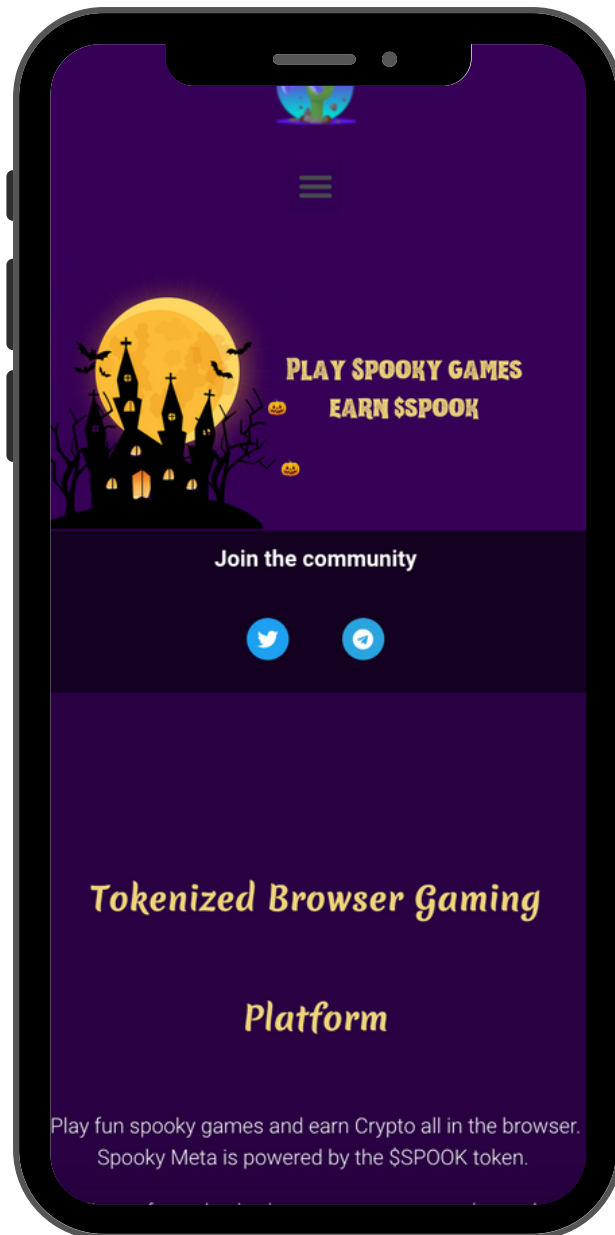 Play Spooky games
earn $SPOOK
Join the community
Tokenized Browser Gaming
Platform
Play fun spooky games and earn Crypto all in the browser.
Spooky Meta is powered by the $SPOOK token.